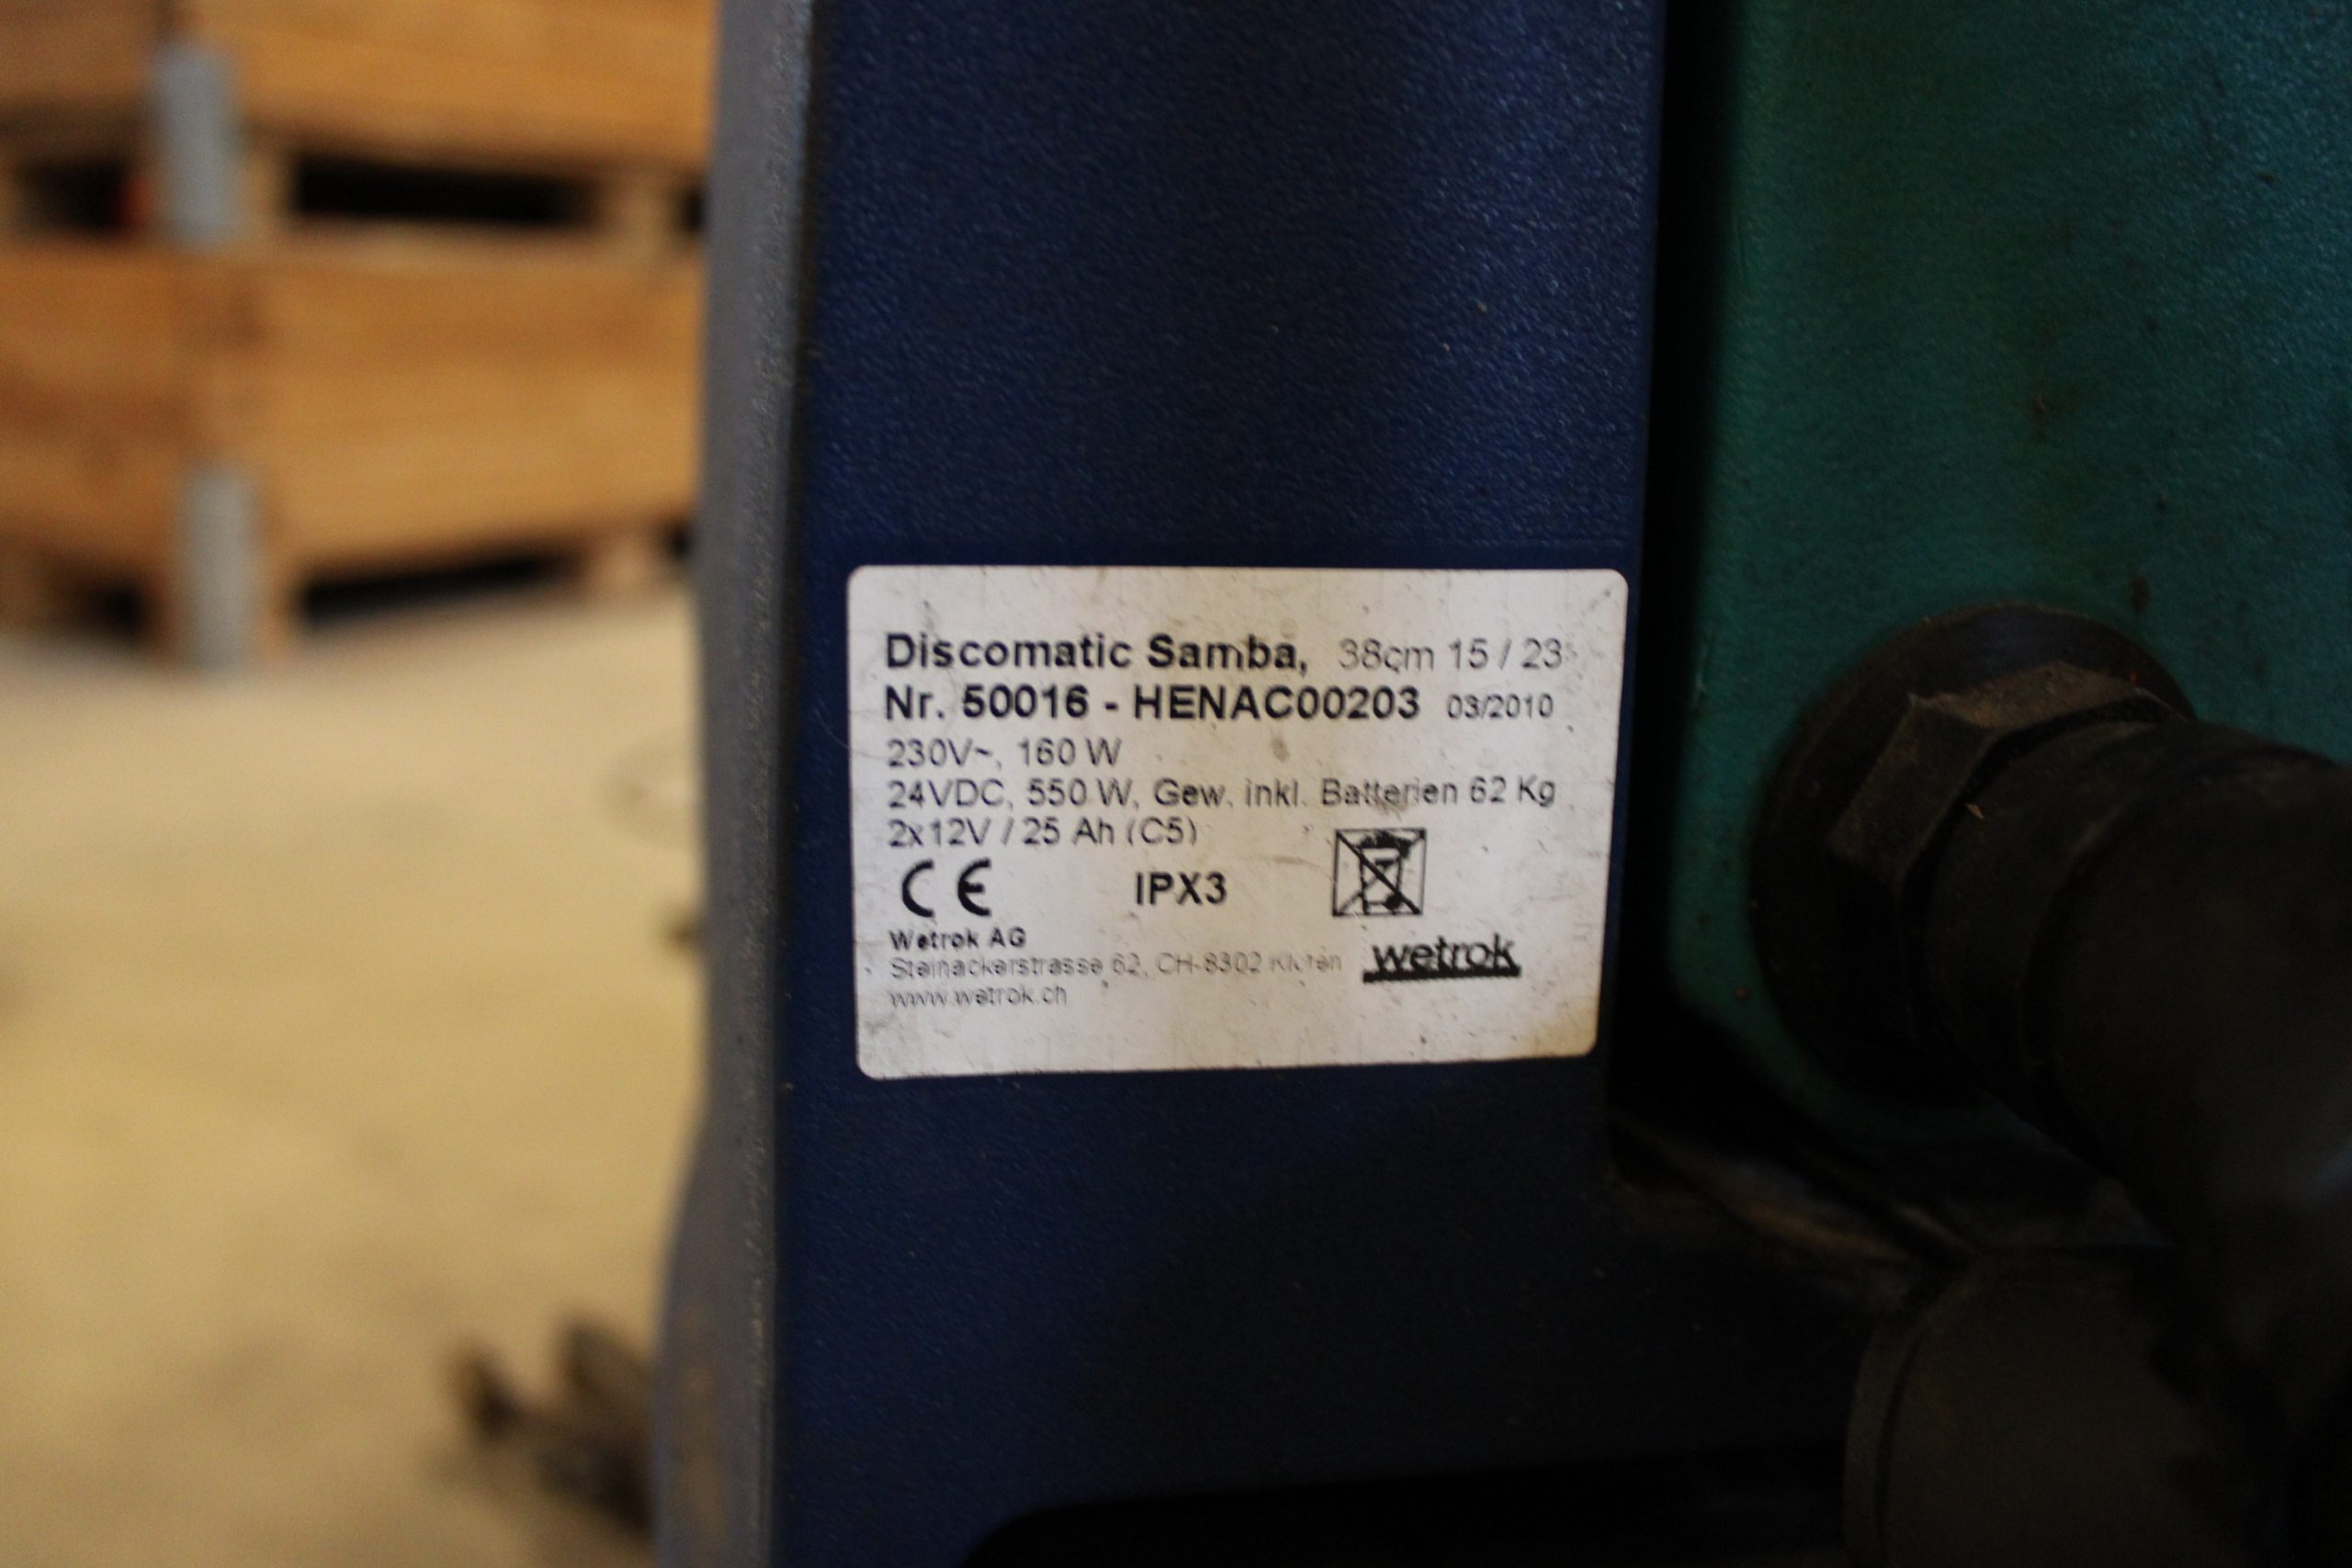 Discomatic Samba, 38cm 15 / 23
Nr. 50016 - HENAC00203 03/2010
230V~, 160 W
24VDC, 550 W, Gew. inkl. Batterien 62 Kg
2x12V / 25 Ah (C5)
CE IPX3
Wetrok AG
Steinackerstrasse 62, CH-8302 Kloten
www.wetrok.ch
wetrok